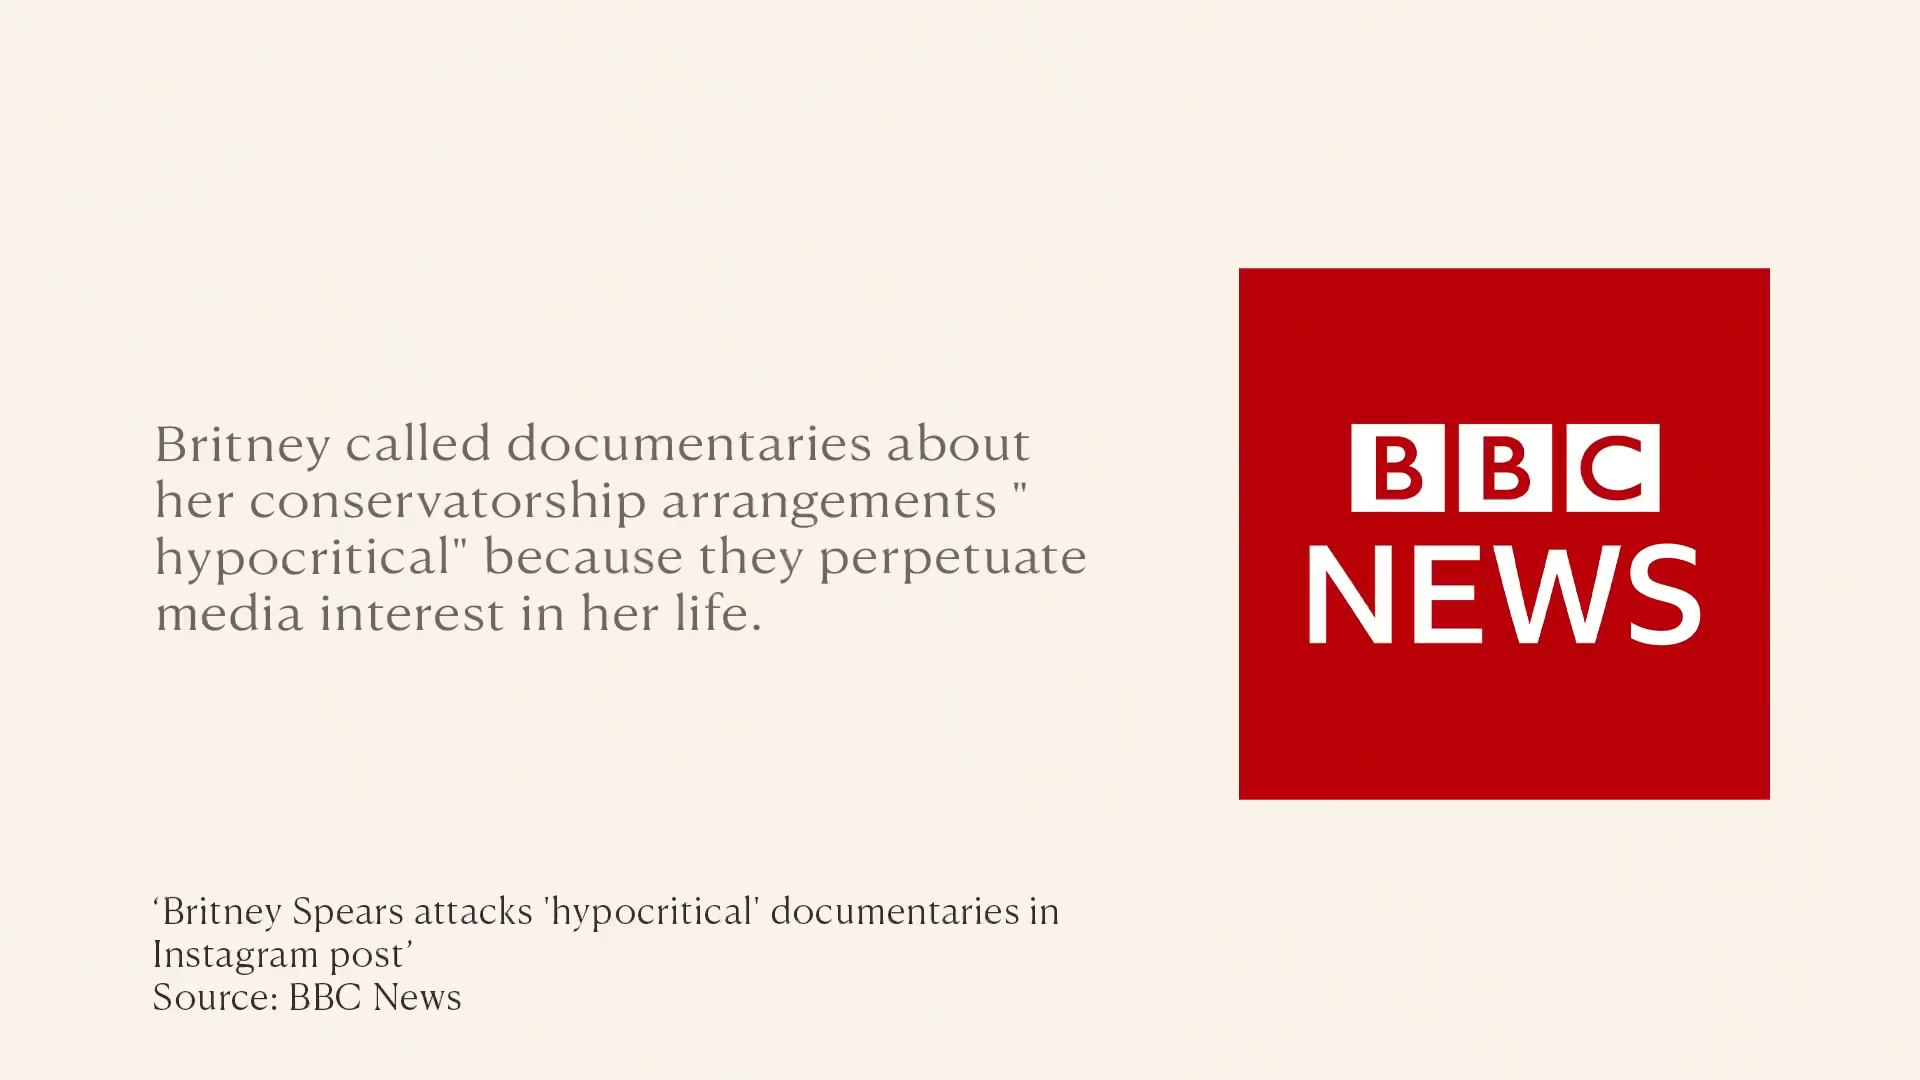 Britney called documentaries about
her conservatorship arrangements "
hypocritical" because they perpetuate
media interest in her life.
BBC
NEWS
‘Britney Spears attacks 'hypocritical' documentaries in
Instagram post’
Source: BBC News